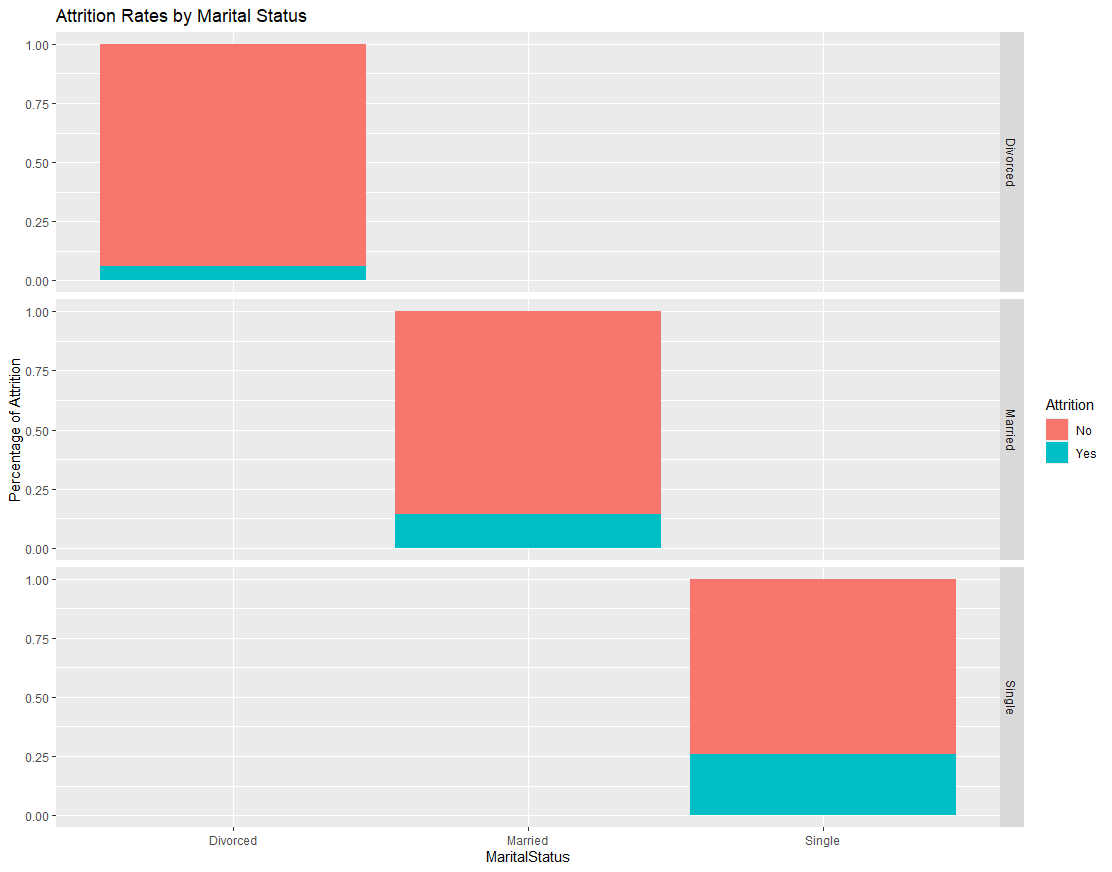 Attrition Rates by Marital Status
1.00
0.75
0.50
0.25
0.00
Divorced
1.00
0.75
0.50
0.25
0.00
Married
1.00
0.75
0.50
0.25
0.00
Single
Percentage of Attrition
Divorced Married Single
MaritalStatus
Attrition
No
Yes